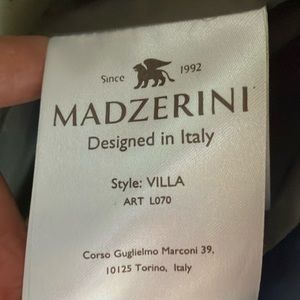 Since 1992
MADZERINI
Designed in Italy
Style: VILLA
ART L070
Corso Guglielmo Marconi 39,
10125 Torino, Italy